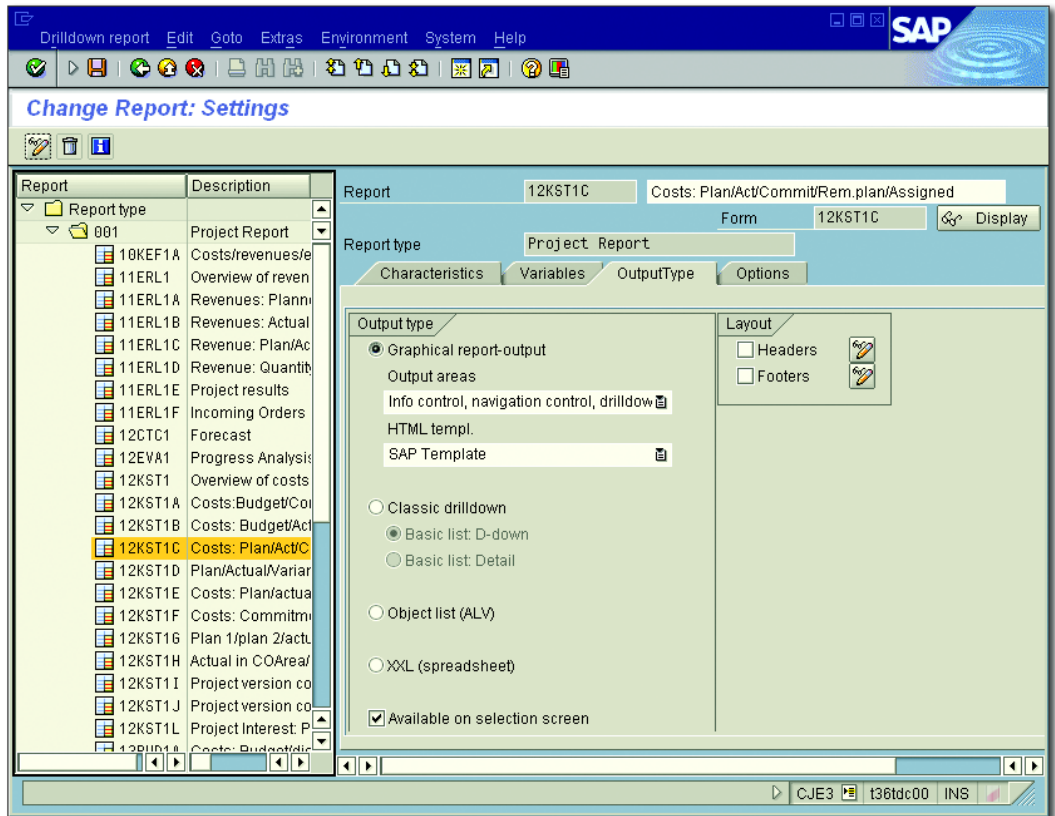 SAP
Drilldown report Edit Goto Extras Environment System Help
Change Report: Settings
Report Description
Report type
001 Project Report
10KEF1A Costs/revenues/e
11ERL1 Overview of reven
11ERL1A Revenues: Planne
11ERL1B Revenues: Actual
11ERL1C Revenue: Plan/Ac
11ERL1D Revenue: Quantity
11ERL1E Project results
11ERL1F Incoming Orders
12CTC1 Forecast
12EVA1 Progress Analysis
12KST1 Overview of costs
12KST1A Costs:Budget/Co
12KST1B Costs: Budget/Act
12KST1C Costs: Plan/Act/C
12KST1D Plan/Actual/Varian
12KST1E Costs: Plan/actua
12KST1F Costs: Commitm
12KST1G Plan 1/plan 2/actu
12KST1H Actual in COArea/
12KST1I Project version co
12KST1J Project version co
12KST1L Project Interest: P
Report 12KST1C Costs: Plan/Act/Commit/Rem.plan/Assigned
Form 12KST1C Display
Report type Project Report
Characteristics Variables OutputType Options
Output type
Graphical report-output
Output areas
Info control, navigation control, drilldow
HTML templ.
SAP Template
Classic drilldown
Basic list: D-down
Basic list: Detail
Object list (ALV)
XXL (spreadsheet)
Available on selection screen
Layout
Headers
Footers
CJE3 t36tdc00 INS